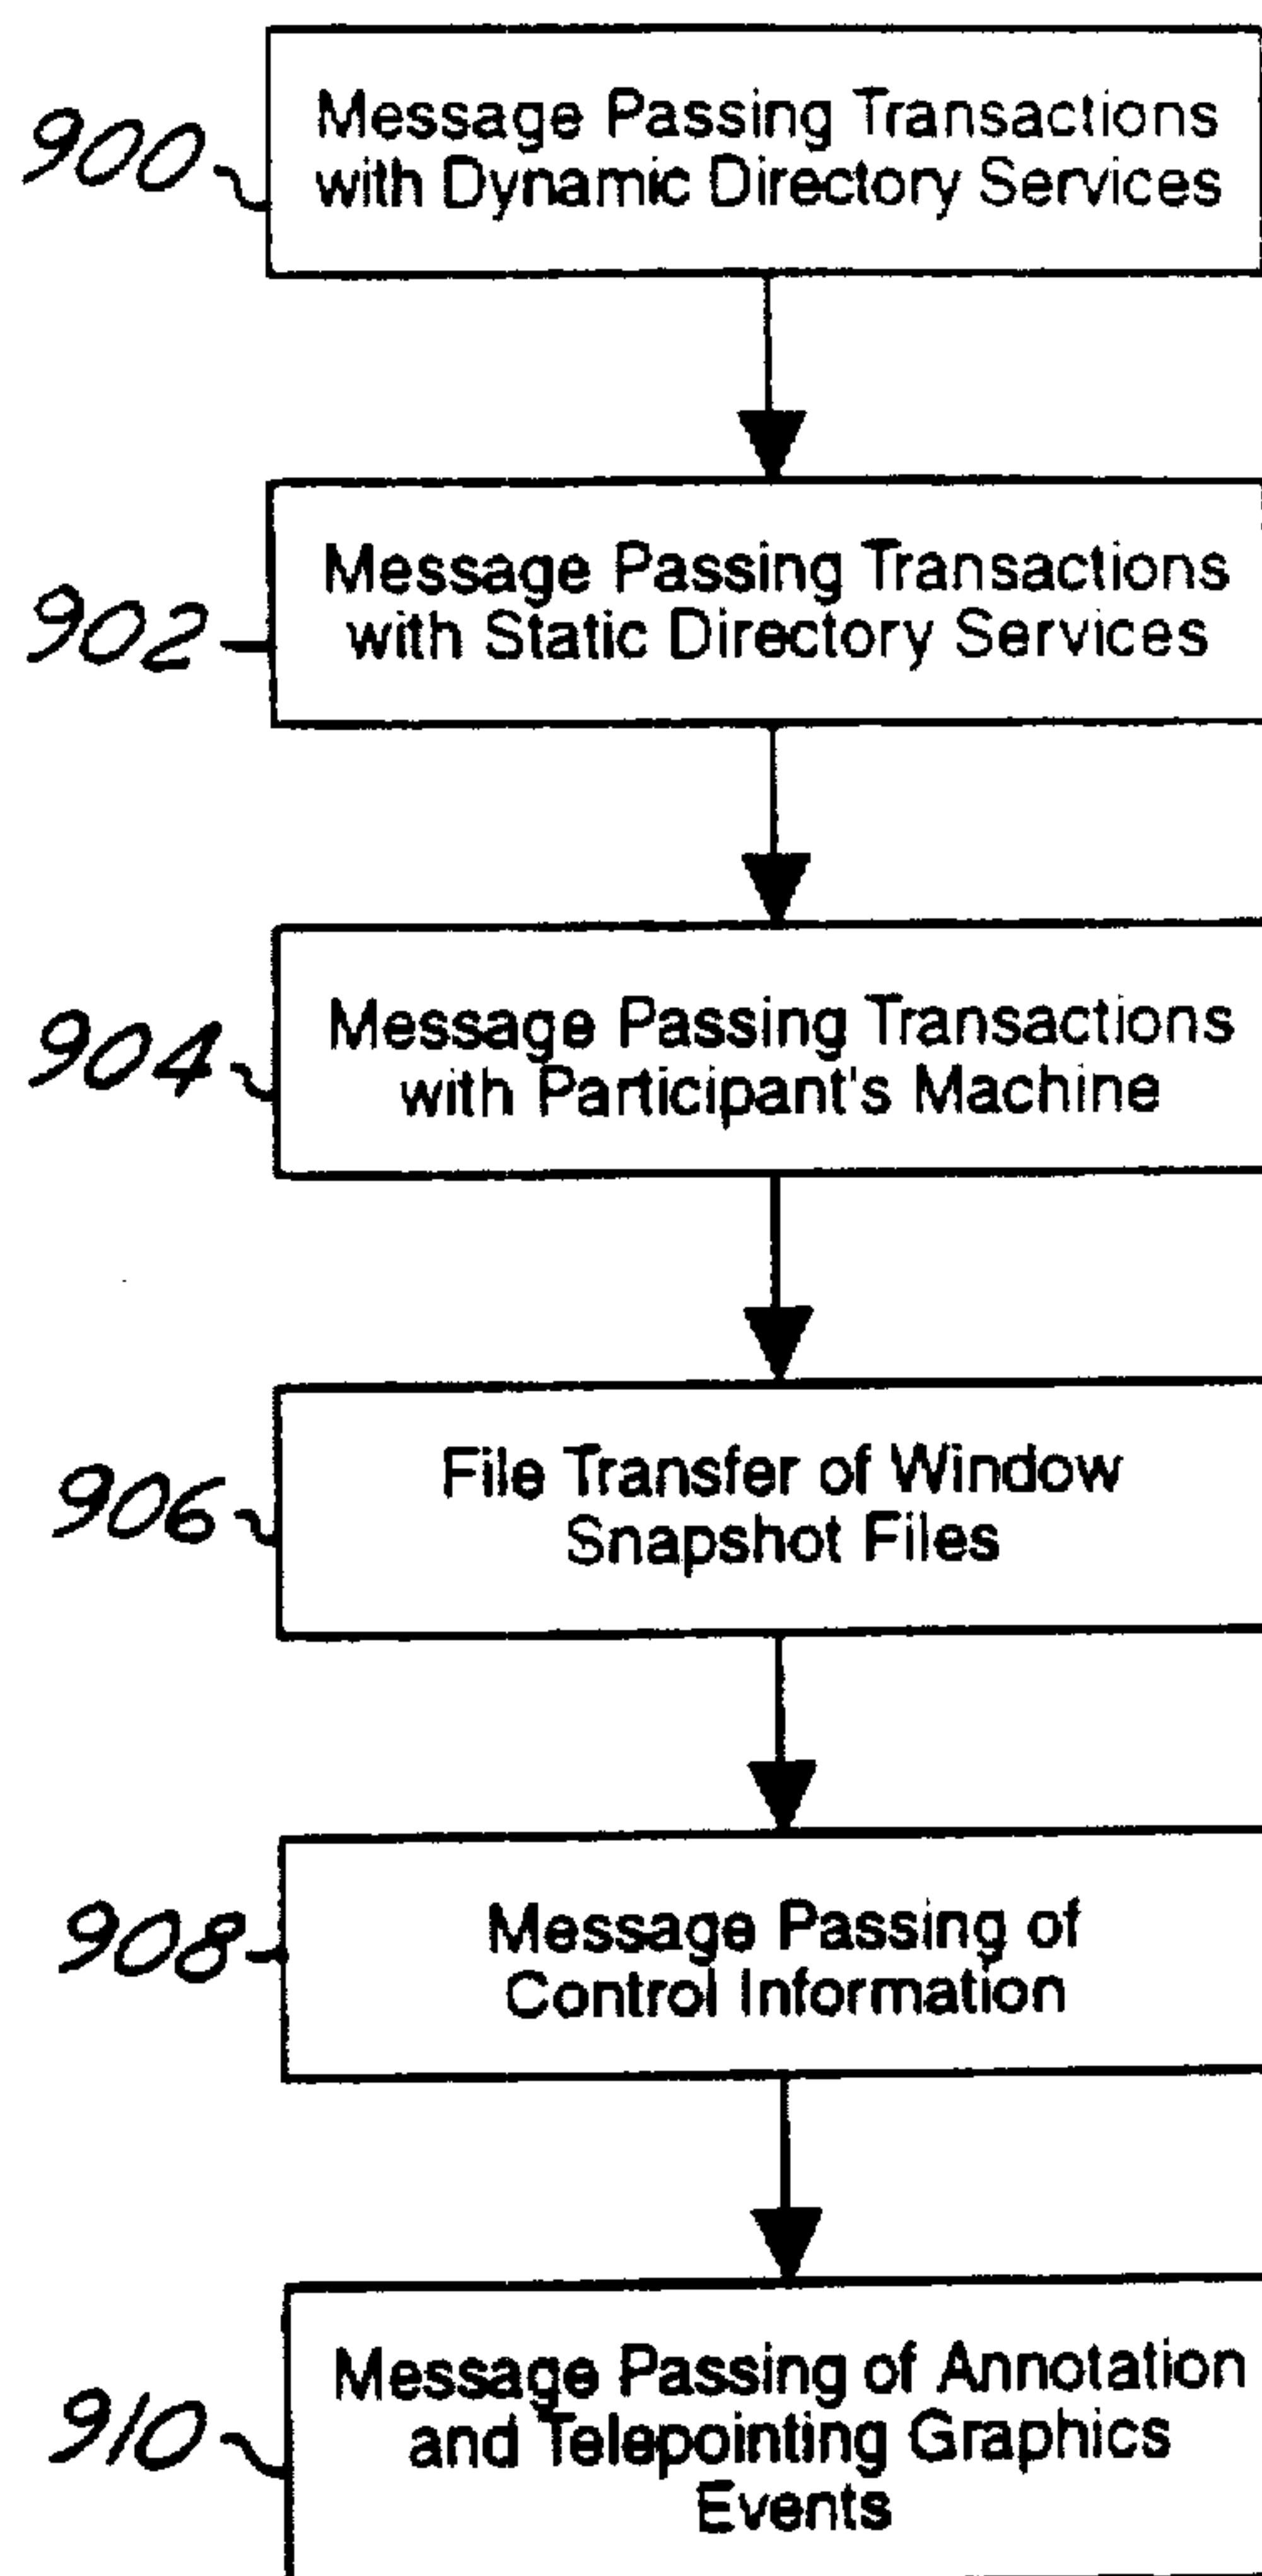 900
Message Passing Transactions
with Dynamic Directory Services
902
Message Passing Transactions
with Static Directory Services
904
Message Passing Transactions
with Participant's Machine
906
File Transfer of Window
Snapshot Files
908
Message Passing of
Control Information
910
Message Passing of Annotation
and Telepointing Graphics
Events